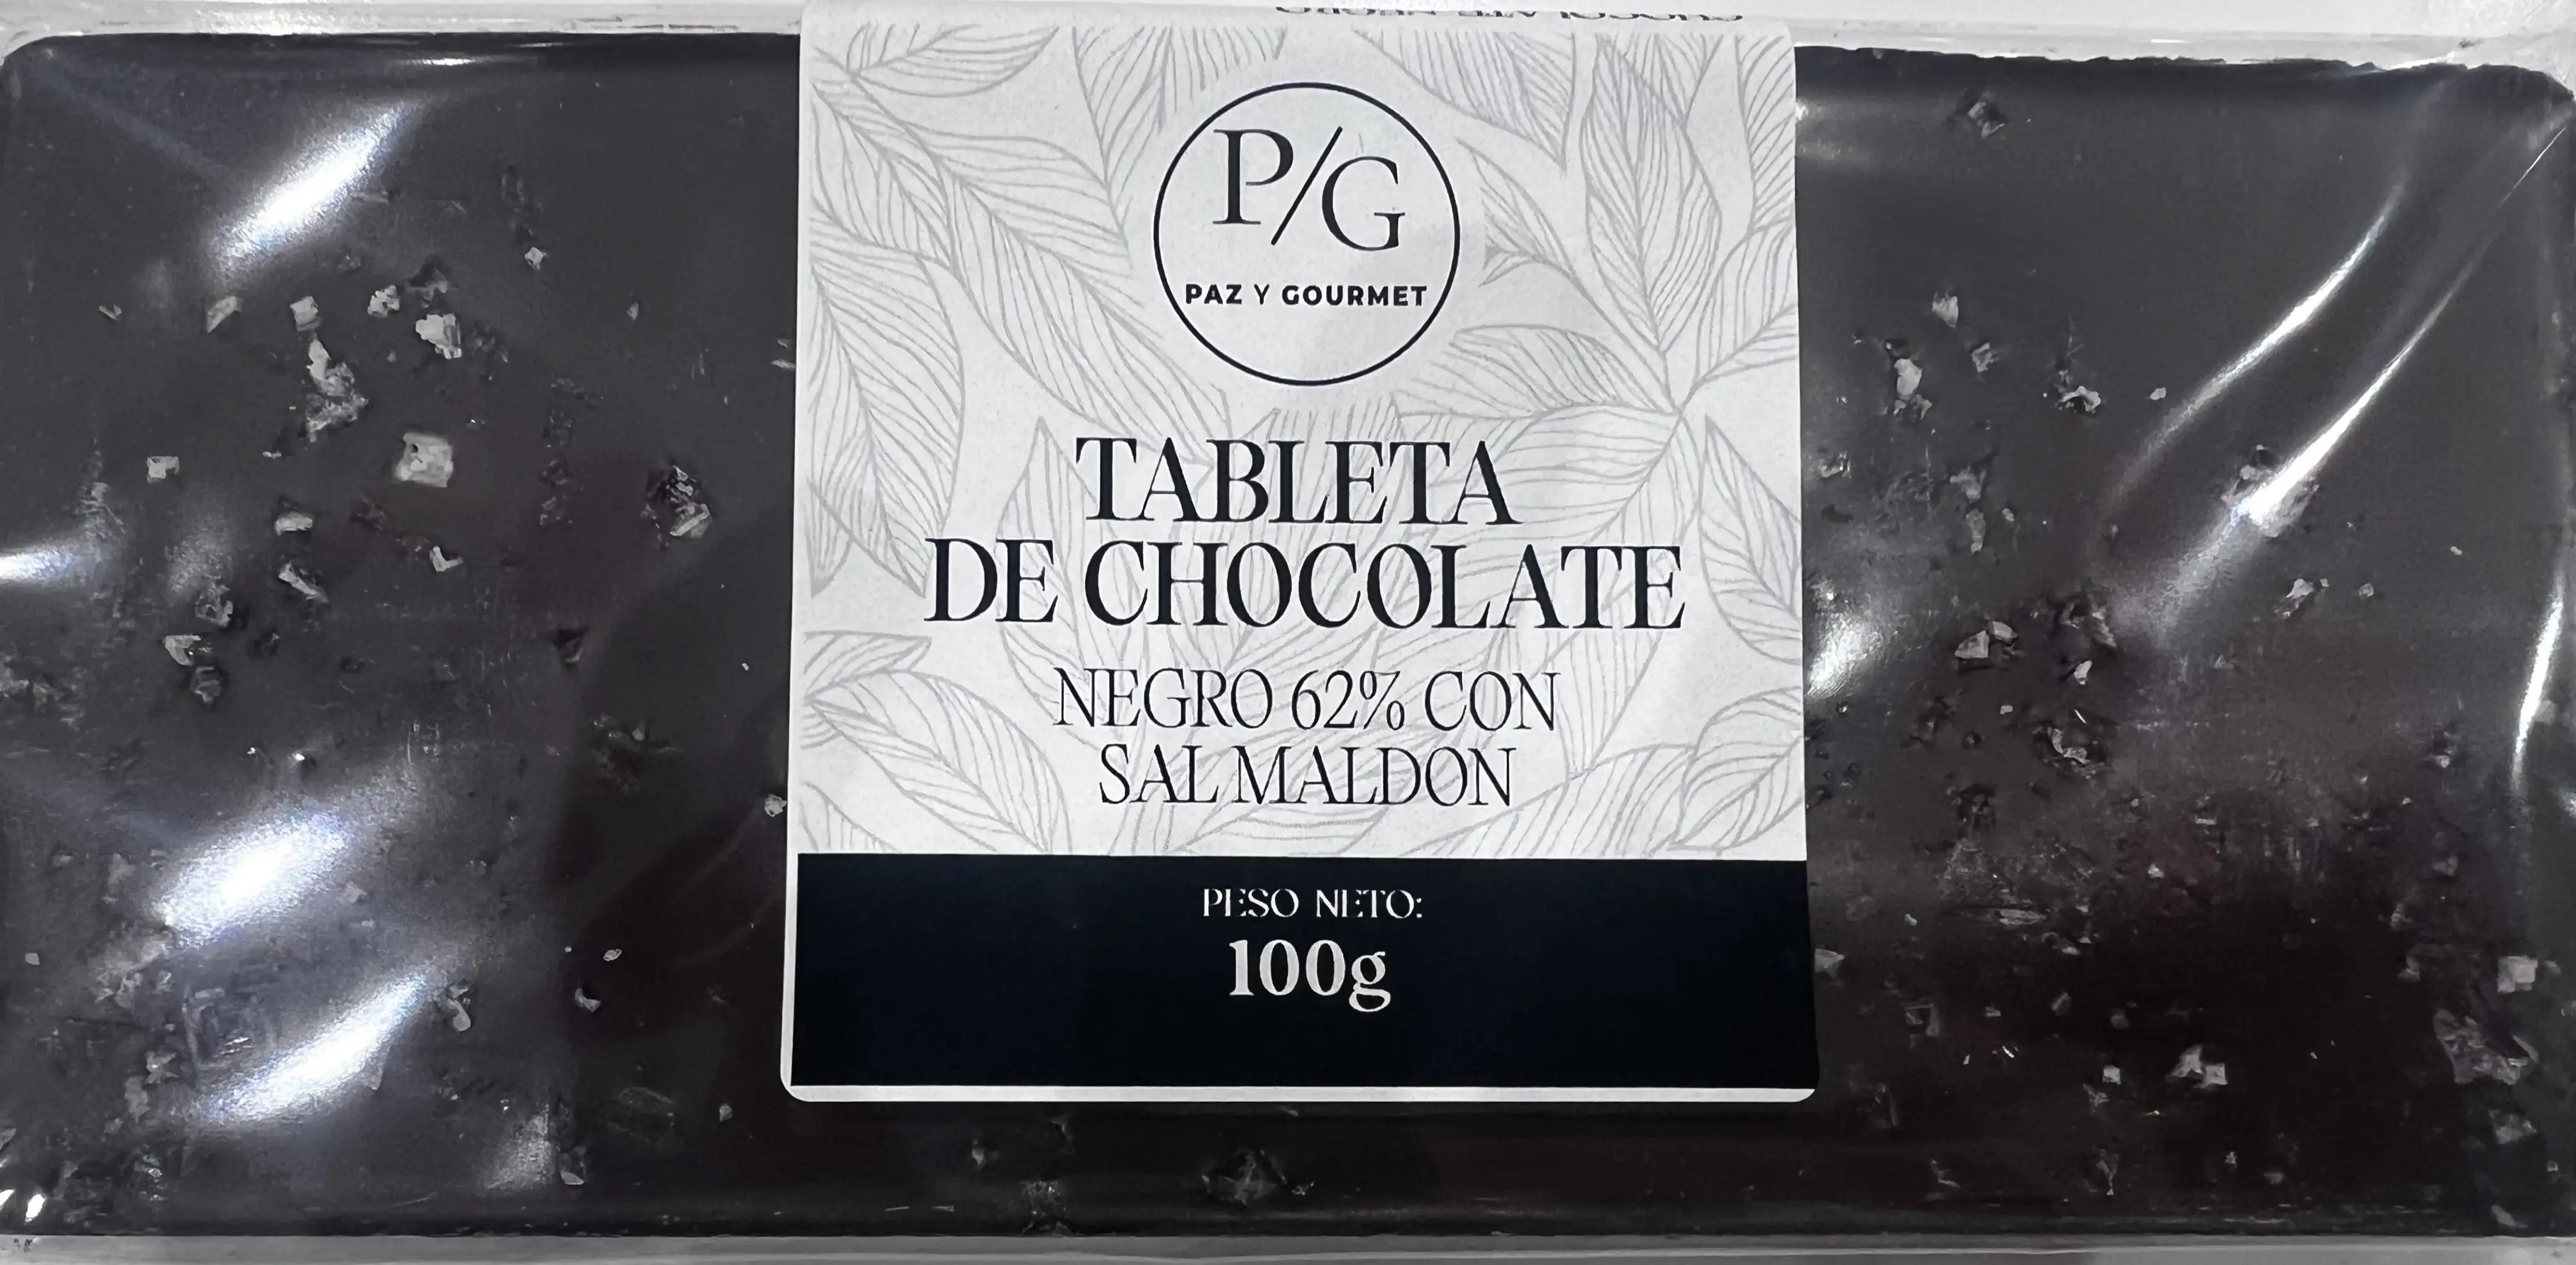 P/G
PAZ Y GOURMET
TABLETA
DE CHOCOLATE
NEGRO 62% CON
SAL MALDON
PESO NETO:
100g